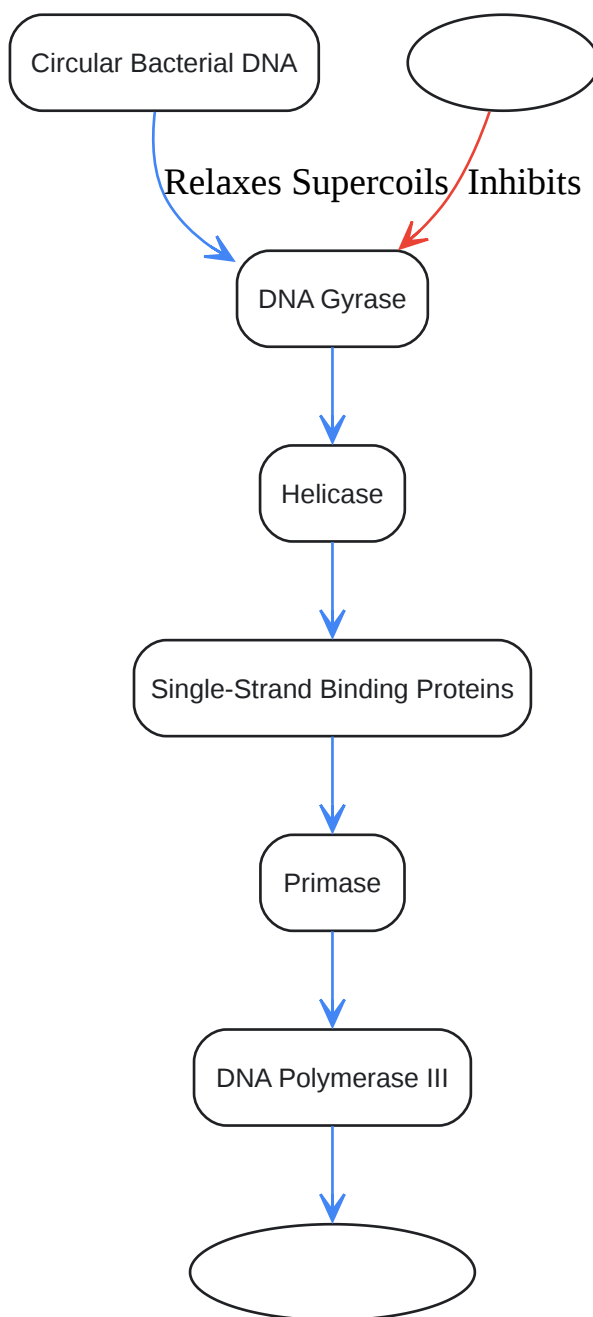 Circular Bacterial DNA
Relaxes Supercoils
Inhibits
DNA Gyrase
Helicase
Single-Strand Binding Proteins
Primase
DNA Polymerase III